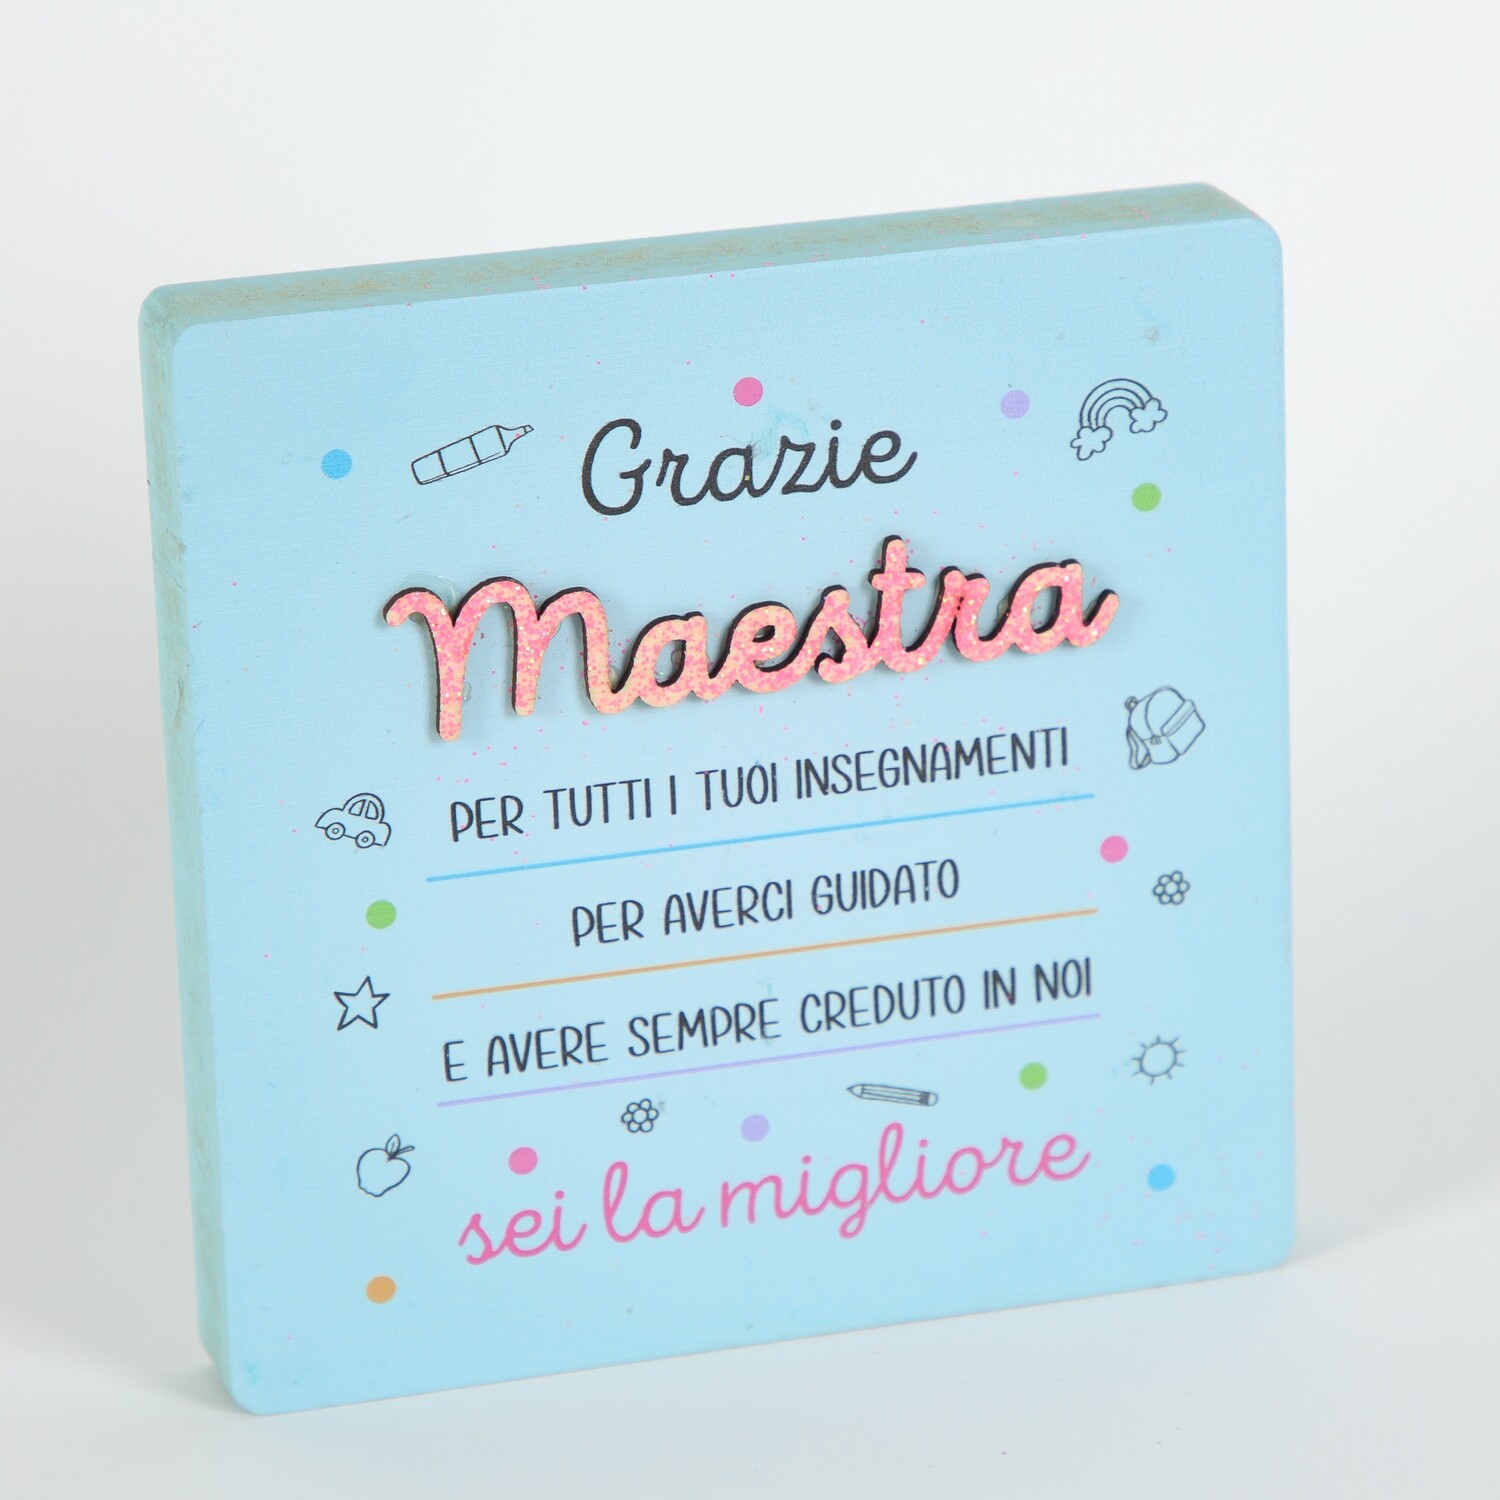 Grazie
Maestra
PER TUTTI I TUOI INSEGNAMENTI
PER AVERCI GUIDATO
E AVERE SEMPRE CREDUTO IN NOI
sei la migliore